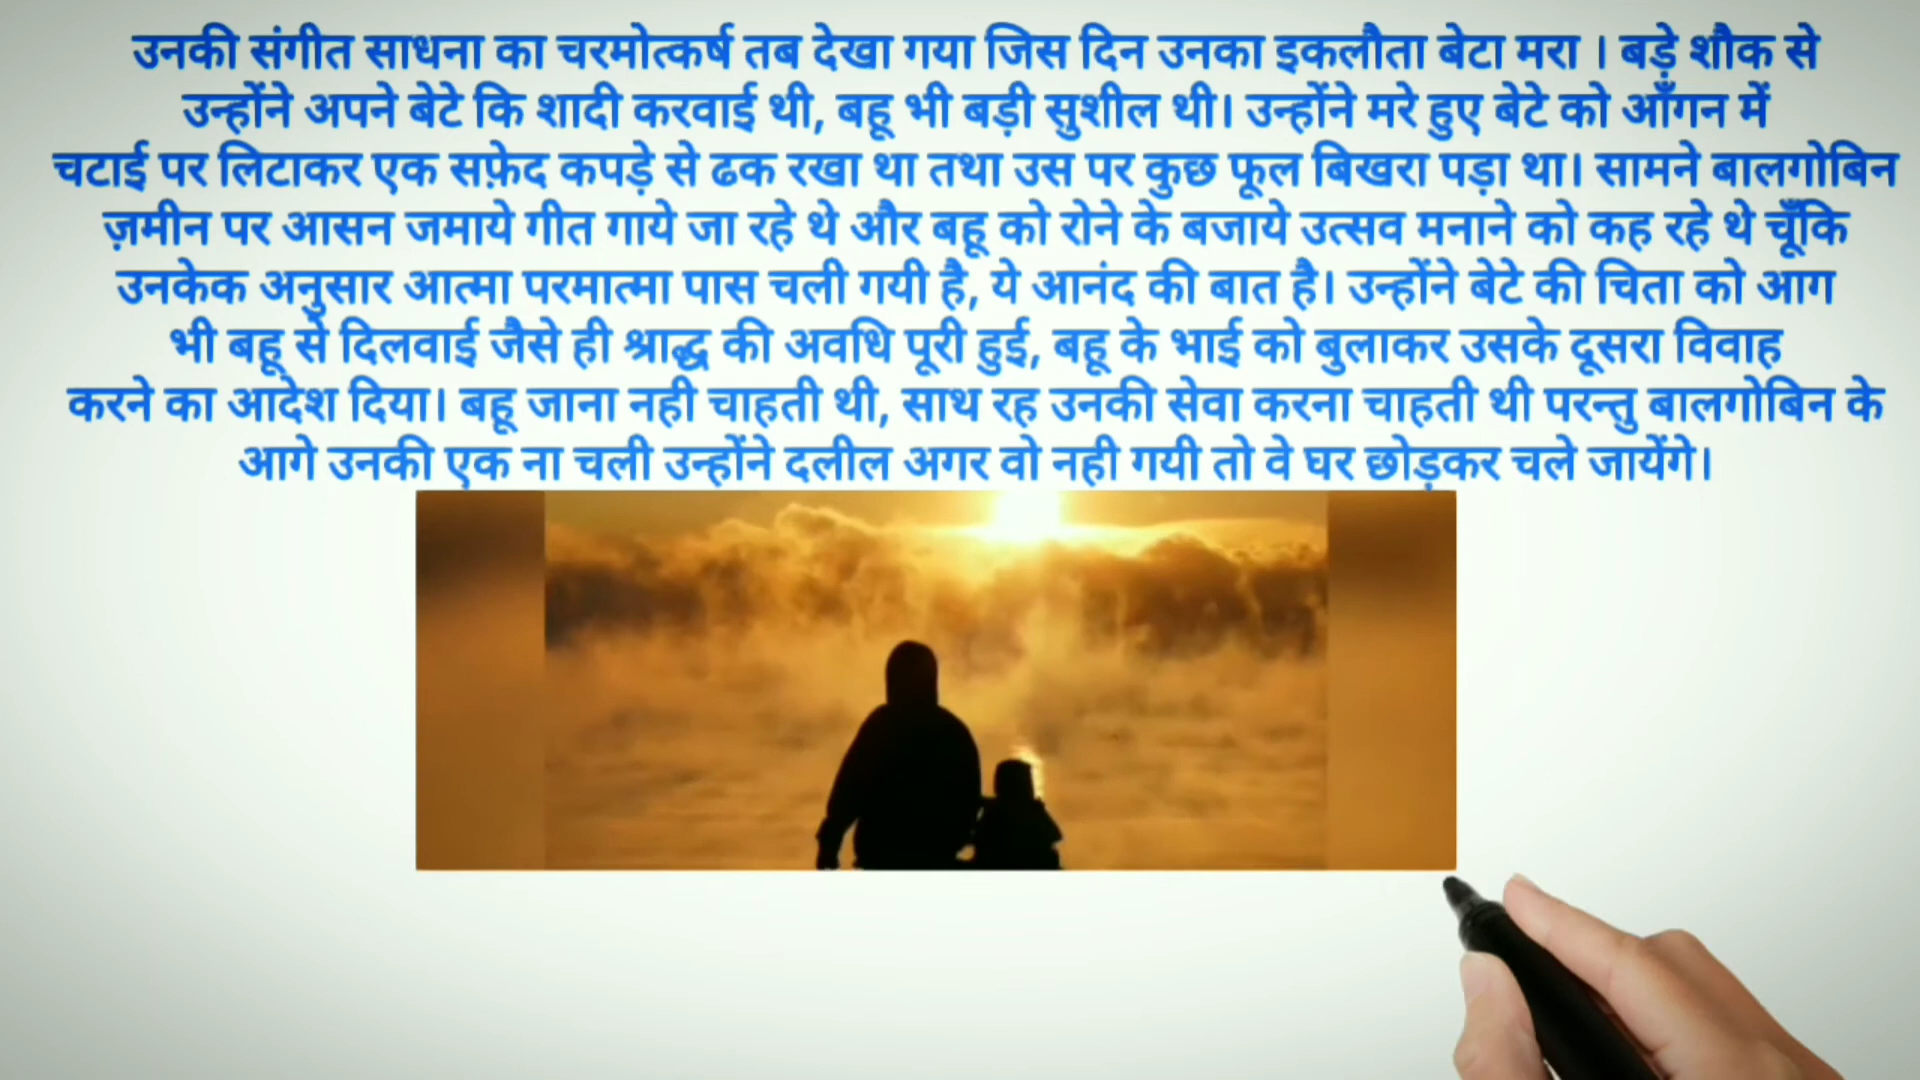 उनकी संगीत साधना का चरमोत्कर्ष तब देखा गया जिस दिन उनका इकलौता बेटा मरा । बड़े शौक से
उन्होंने अपने बेटे कि शादी करवाई थी, बहू भी बड़ी सुशील थी। उन्होंने मरे हुए बेटे को आँगन में
चटाई पर लिटाकर एक सफ़ेद कपड़े से ढक रखा था तथा उस पर कुछ फूल बिखरा पड़ा था। सामने बालगोबिन
ज़मीन पर आसन जमाये गीत गाये जा रहे थे और बहू को रोने के बजाये उत्सव मनाने को कह रहे थे चूँकि
उनकेक अनुसार आत्मा परमात्मा पास चली गयी है, ये आनंद की बात है। उन्होंने बेटे की चिता को आग
भी बहू से दिलवाई जैसे ही श्राद्ध की अवधि पूरी हुई, बहू के भाई को बुलाकर उसके दूसरा विवाह
करने का आदेश दिया। बहू जाना नही चाहती थी, साथ रह उनकी सेवा करना चाहती थी परन्तु बालगोबिन के
आगे उनकी एक ना चली उन्होंने दलील अगर वो नही गयी तो वे घर छोड़कर चले जायेंगे।